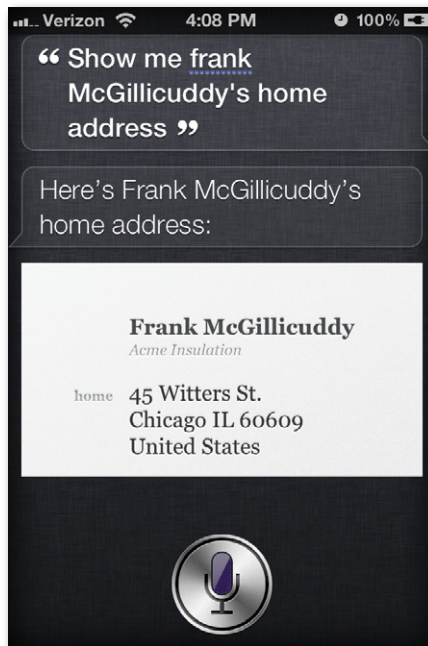 Verizon 4:08 PM 100%
“ Show me frank
McGillicuddy's home
address ”
Here’s Frank McGillicuddy’s
home address:
Frank McGillicuddy
Acme Insulation
home 45 Witters St.
Chicago IL 60609
United States